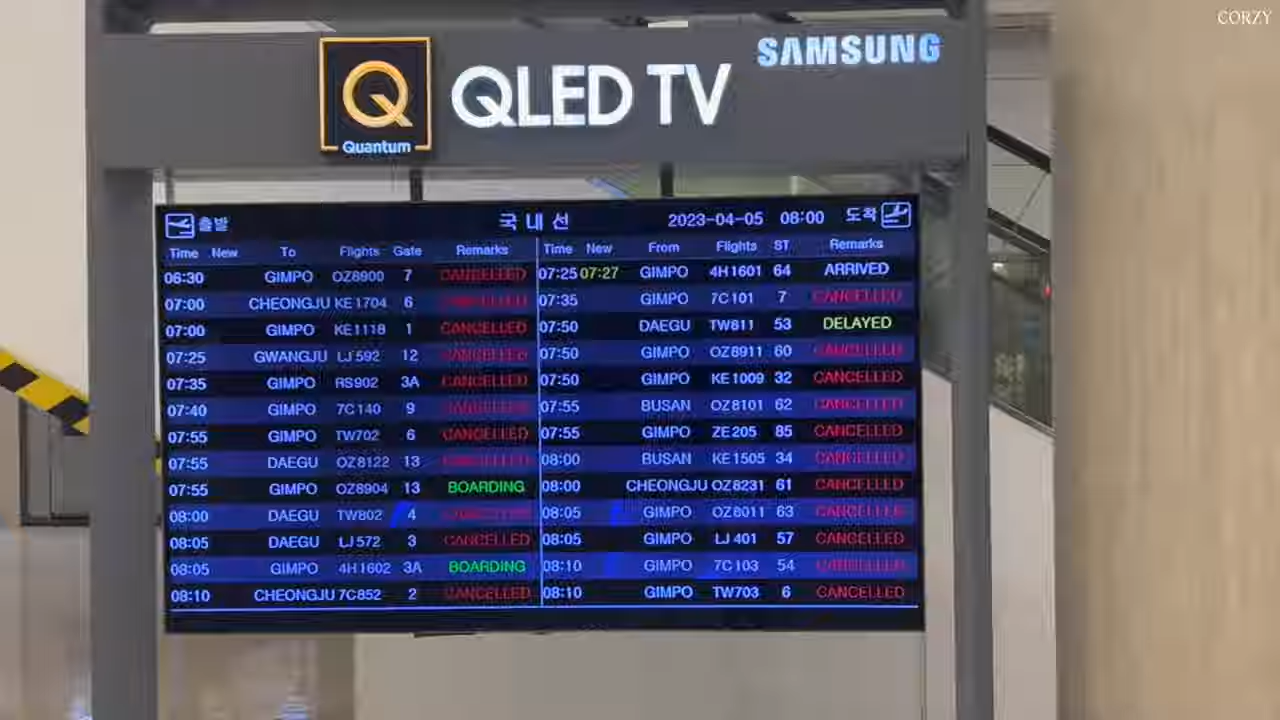 CORZY
SAMSUNG
Q QLED TV
Quantum
출발 국내선 2023-04-05 08:00 도착
Time New To Flights Gate Remarks Time New From Flights ST Remarks
06:30 GIMPO OZ8900 7 CANCELLED 07:25 07:27 GIMPO 4H1601 64 ARRIVED
07:00 CHEONGJU KE1704 6 CANCELLED 07:35 GIMPO 7C101 7 CANCELLED
07:00 GIMPO KE1118 1 CANCELLED 07:50 DAEGU TW811 53 DELAYED
07:25 GWANGJU LJ592 12 CANCELLED 07:50 GIMPO OZ8911 60 CANCELLED
07:35 GIMPO RS902 3A CANCELLED 07:50 GIMPO KE1009 32 CANCELLED
07:40 GIMPO 7C140 9 CANCELLED 07:55 BUSAN OZ8101 62 CANCELLED
07:55 GIMPO TW702 6 CANCELLED 07:55 GIMPO ZE205 85 CANCELLED
07:55 DAEGU OZ8122 13 CANCELLED 08:00 BUSAN KE1505 34 CANCELLED
07:55 GIMPO OZ8904 13 BOARDING 08:00 CHEONGJU OZ8231 61 CANCELLED
08:00 DAEGU TW802 4 CANCELLED 08:05 GIMPO OZ8011 63 CANCELLED
08:05 DAEGU LJ572 3 CANCELLED 08:05 GIMPO LJ401 57 CANCELLED
08:05 GIMPO 4H1602 3A BOARDING 08:10 GIMPO 7C103 54 CANCELLED
08:10 CHEONGJU 7C852 2 CANCELLED 08:10 GIMPO TW703 6 CANCELLED